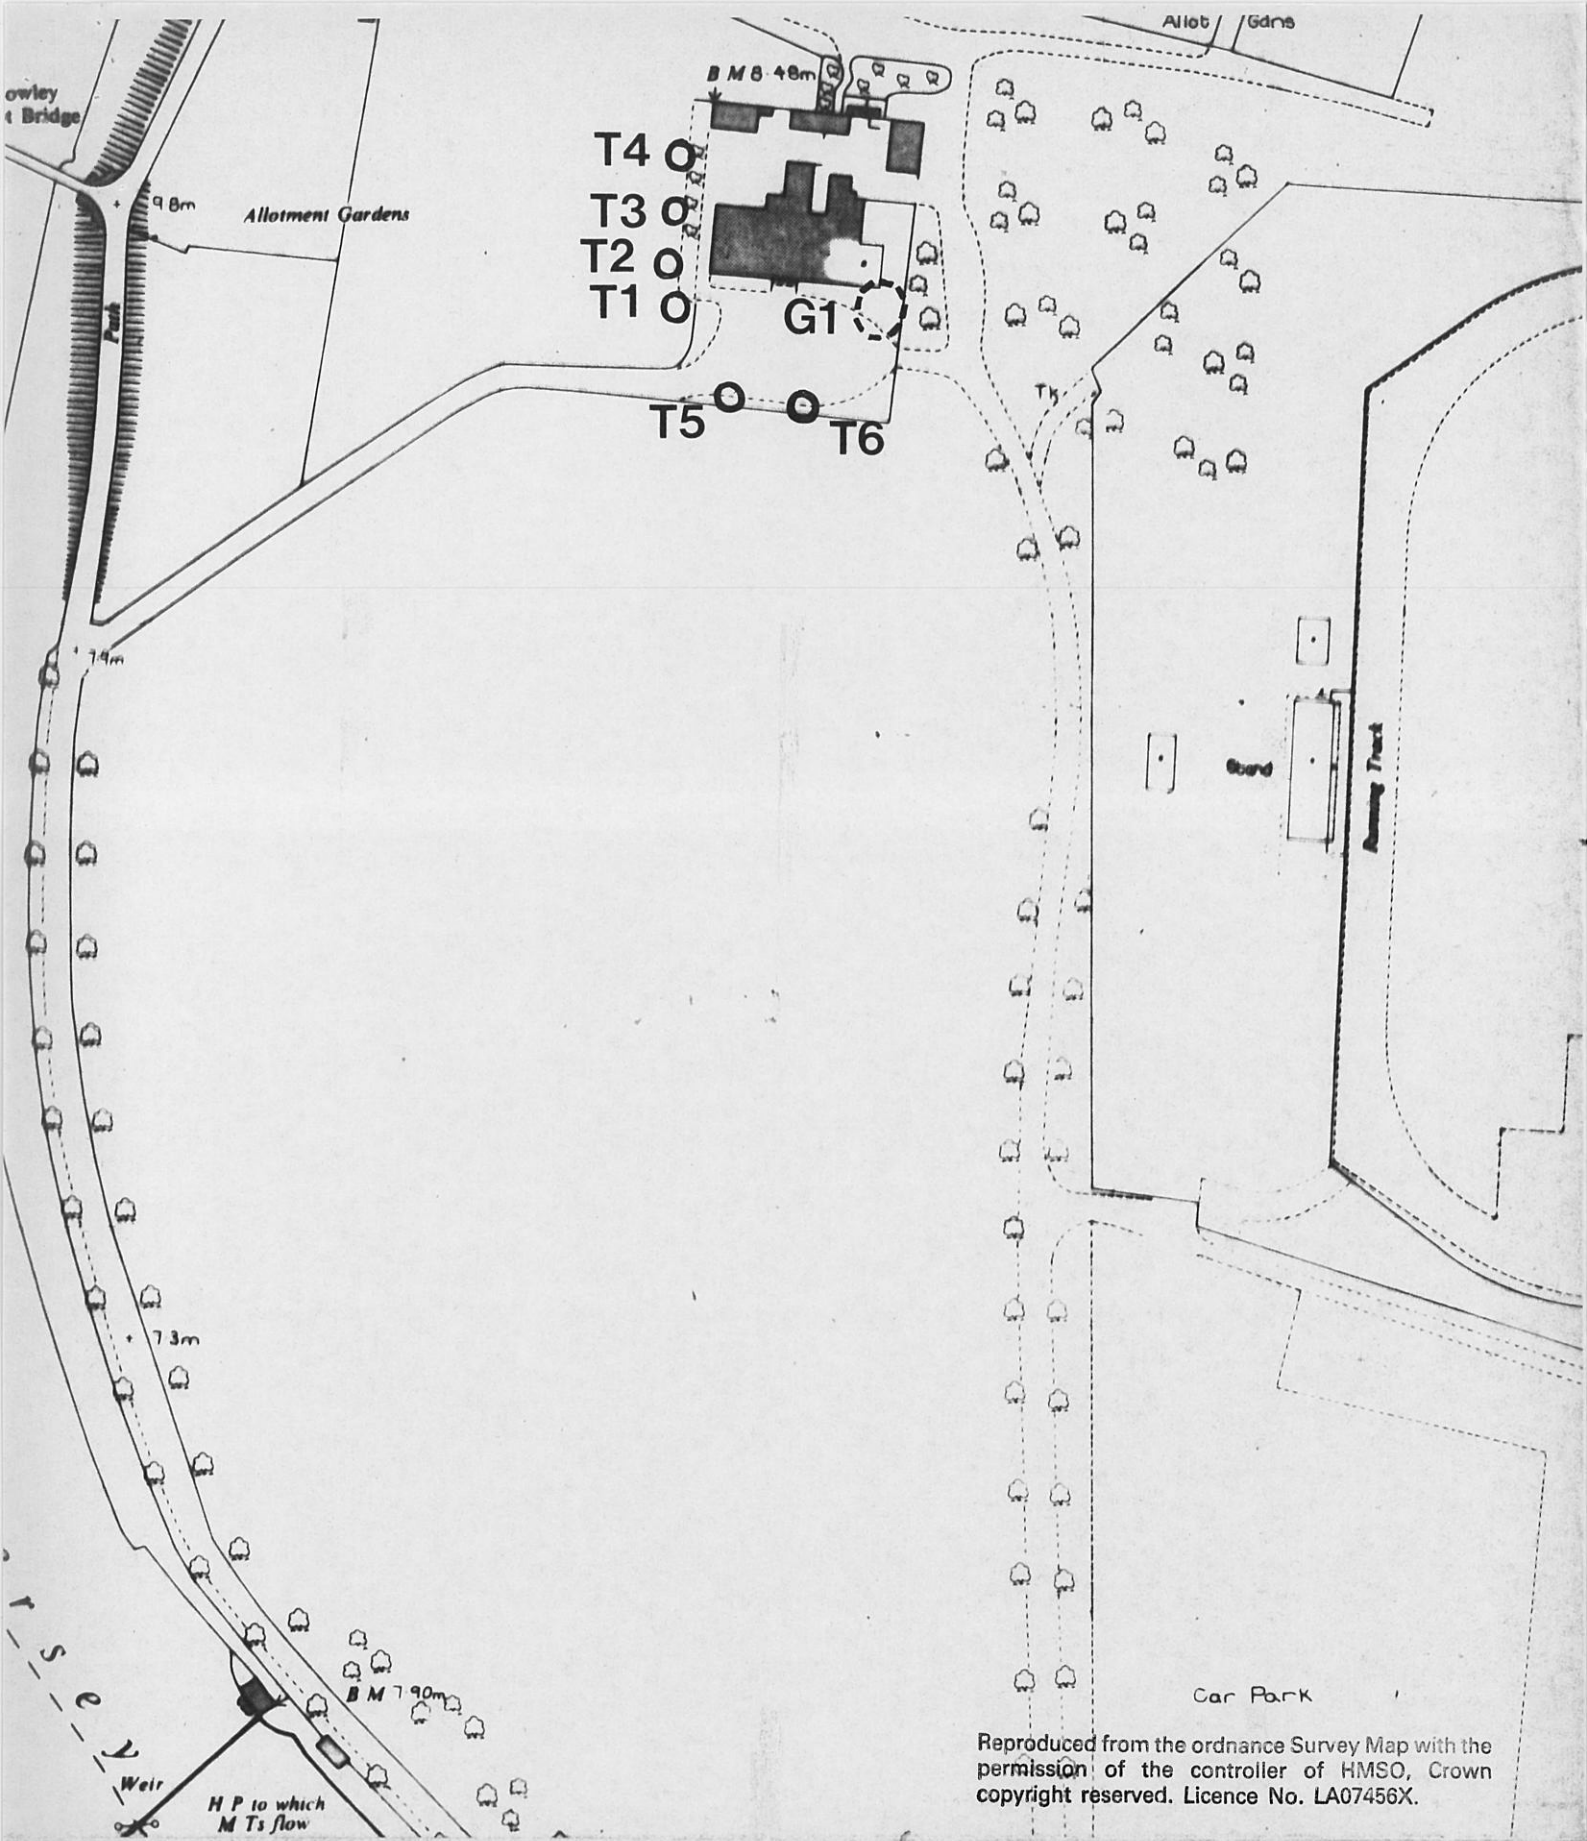 Allot Gdns
B M 8·48m
owley
t Bridge
T4
9·8m
Allotment Gardens
T3
T2
T1
G1
Path
Tk
T5
T6
7·9m
Stand
Running Track
7·3m
B M 7·90m
Car Park
r s e y
Weir
H P to which
M Ts flow
Reproduced from the ordnance Survey Map with the
permission of the controller of HMSO, Crown
copyright reserved. Licence No. LA07456X.